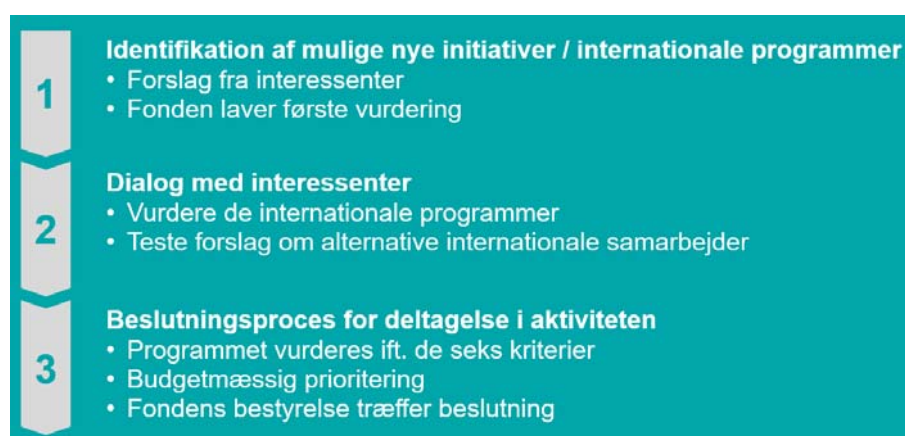 1
Identifikation af mulige nye initiativer / internationale programmer
• Forslag fra interessenter
• Fonden laver første vurdering
2
Dialog med interessenter
• Vurdere de internationale programmer
• Teste forslag om alternative internationale samarbejder
3
Beslutningsproces for deltagelse i aktiviteten
• Programmet vurderes ift. de seks kriterier
• Budgetmæssig prioritering
• Fondens bestyrelse træffer beslutning